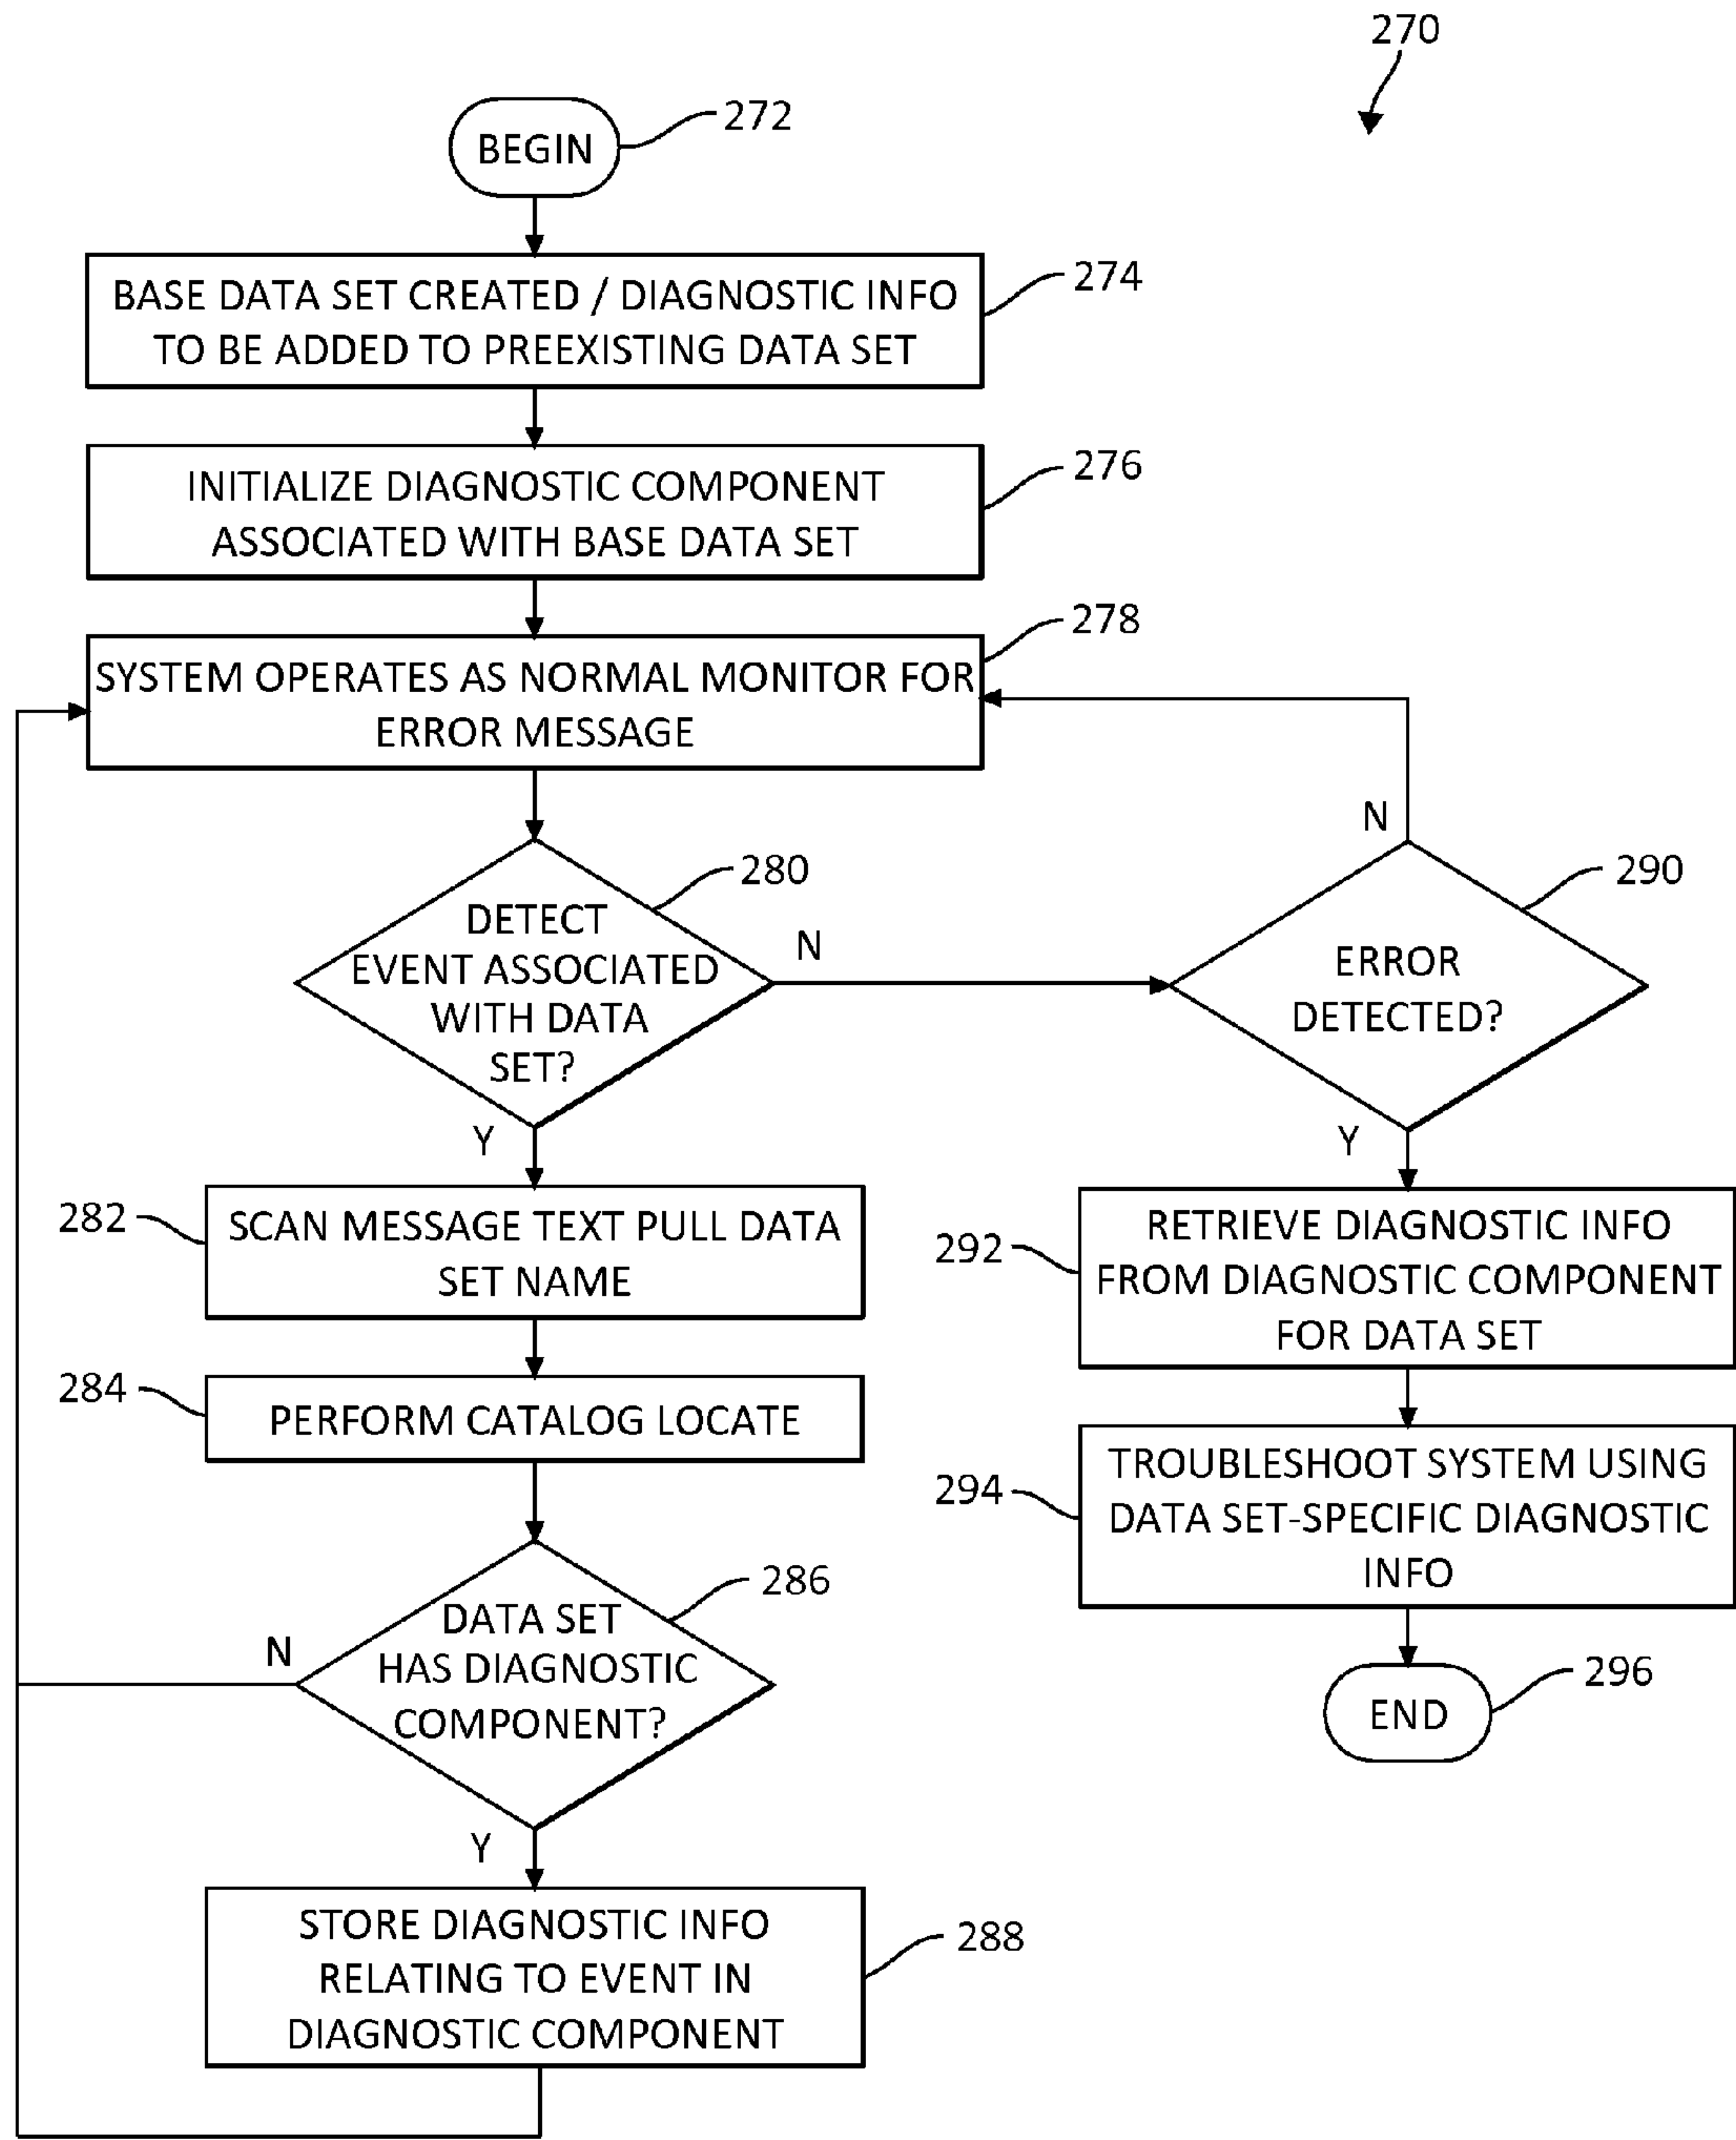 270
BEGIN
272
BASE DATA SET CREATED / DIAGNOSTIC INFO
TO BE ADDED TO PREEXISTING DATA SET
274
INITIALIZE DIAGNOSTIC COMPONENT
ASSOCIATED WITH BASE DATA SET
276
SYSTEM OPERATES AS NORMAL MONITOR FOR
ERROR MESSAGE
278
DETECT
EVENT ASSOCIATED
WITH DATA
SET?
280
N
Y
282
SCAN MESSAGE TEXT PULL DATA
SET NAME
284
PERFORM CATALOG LOCATE
DATA SET
HAS DIAGNOSTIC
COMPONENT?
286
N
Y
STORE DIAGNOSTIC INFO
RELATING TO EVENT IN
DIAGNOSTIC COMPONENT
288
N
ERROR
DETECTED?
290
Y
292
RETRIEVE DIAGNOSTIC INFO
FROM DIAGNOSTIC COMPONENT
FOR DATA SET
294
TROUBLESHOOT SYSTEM USING
DATA SET-SPECIFIC DIAGNOSTIC
INFO
END
296